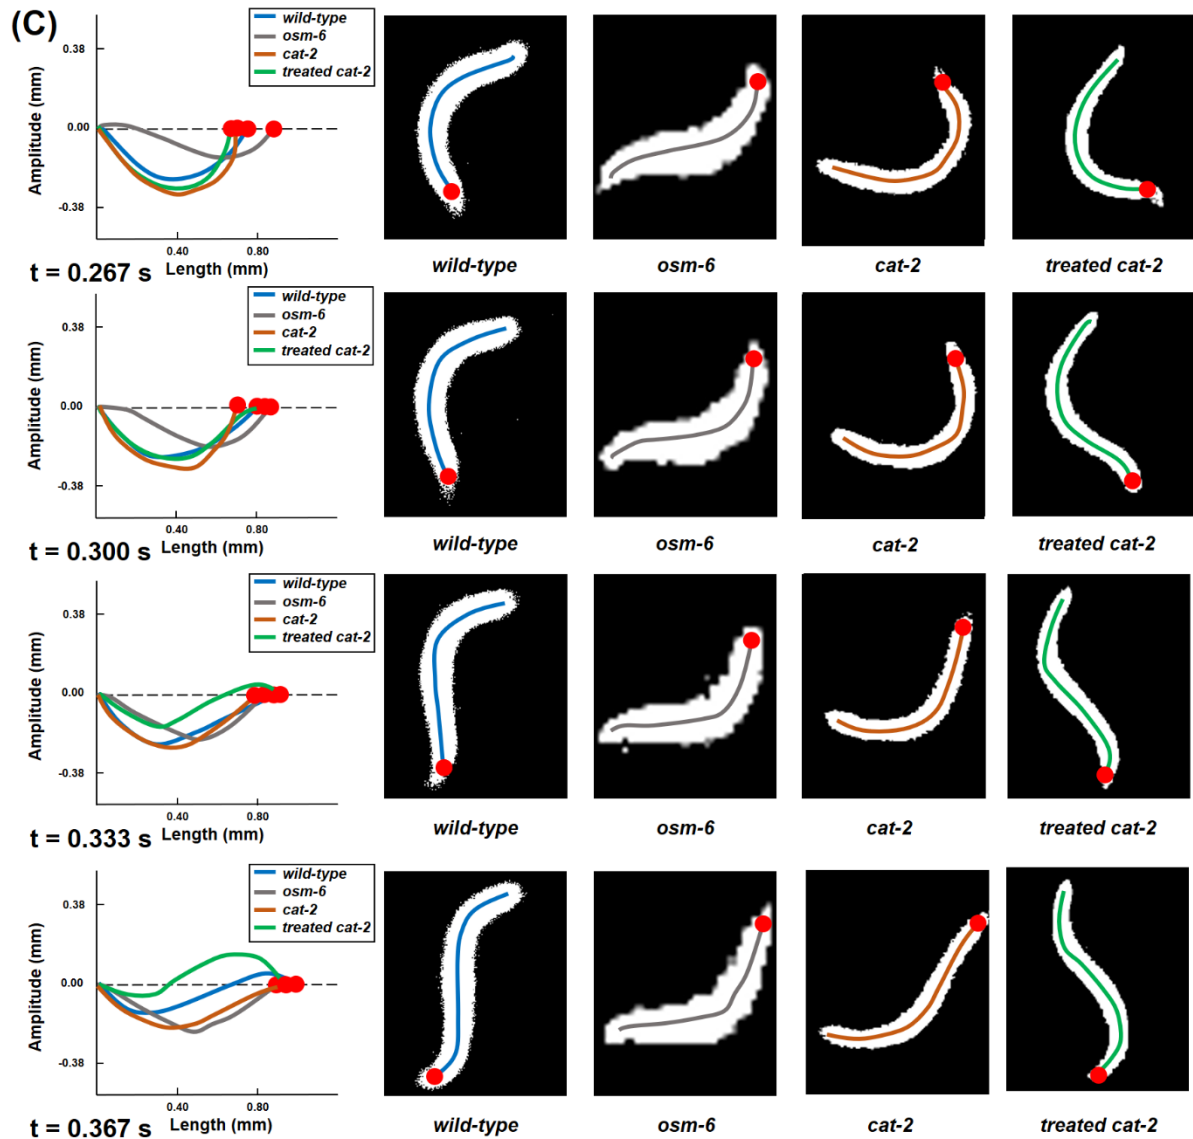 (C)
wild-type
osm-6
cat-2
treated cat-2
Amplitude (mm)
0.38
0.00
-0.38
0.40
0.80
t = 0.267 s
Length (mm)
wild-type
osm-6
cat-2
treated cat-2
wild-type
osm-6
cat-2
treated cat-2
Amplitude (mm)
0.38
0.00
-0.38
0.40
0.80
t = 0.300 s
Length (mm)
wild-type
osm-6
cat-2
treated cat-2
wild-type
osm-6
cat-2
treated cat-2
Amplitude (mm)
0.38
0.00
-0.38
0.40
0.80
t = 0.333 s
Length (mm)
wild-type
osm-6
cat-2
treated cat-2
wild-type
osm-6
cat-2
treated cat-2
Amplitude (mm)
0.38
0.00
-0.38
0.40
0.80
t = 0.367 s
Length (mm)
wild-type
osm-6
cat-2
treated cat-2